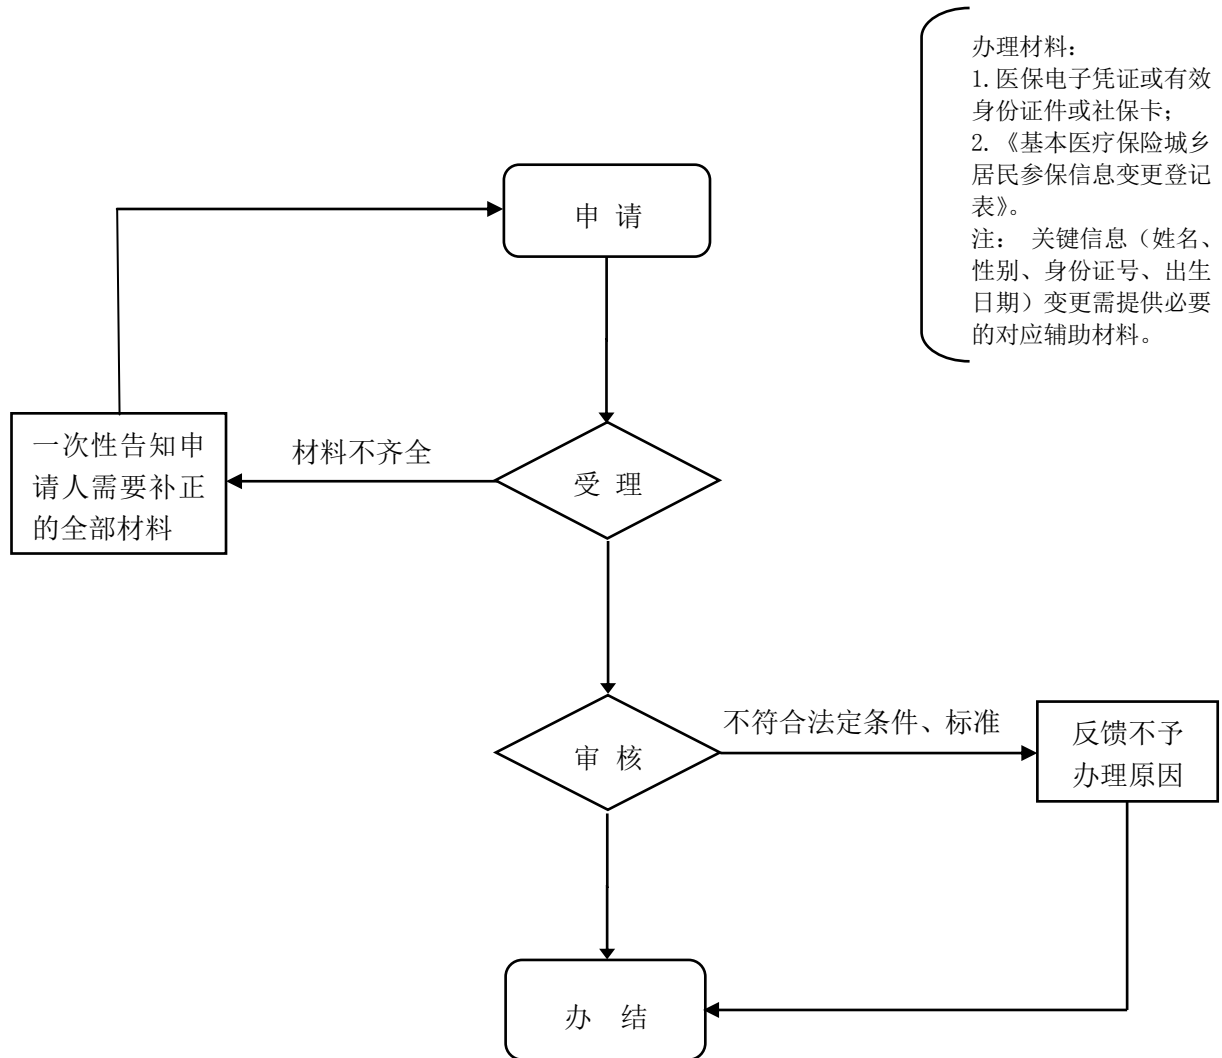 办理材料：
1.医保电子凭证或有效
身份证件或社保卡；
2.《基本医疗保险城乡
居民参保信息变更登记
表》。
注： 关键信息（姓名、
性别、身份证号、出生
日期）变更需提供必要
的对应辅助材料。
申 请
一次性告知申
请人需要补正
的全部材料
材料不齐全
受 理
审 核
不符合法定条件、标准
反馈不予
办理原因
办 结